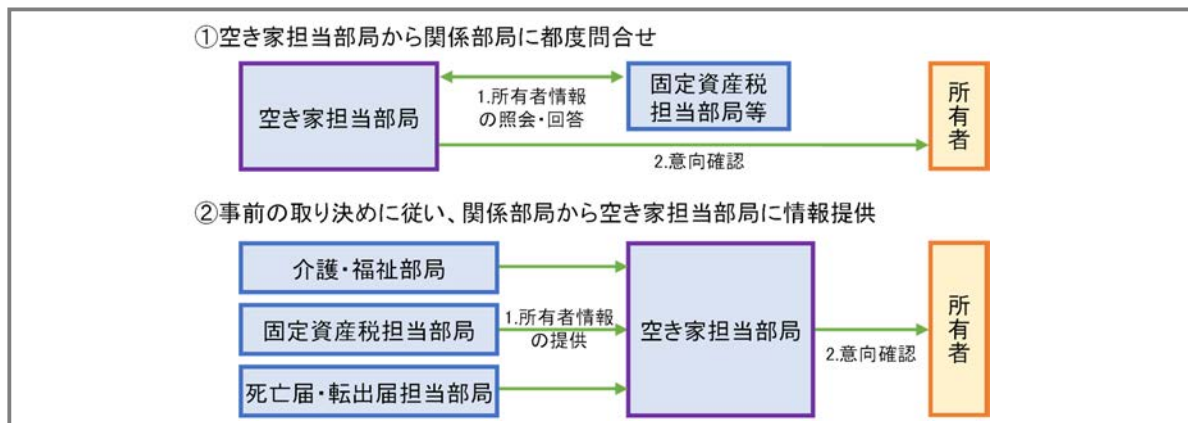 ①空き家担当部局から関係部局に都度問合せ
空き家担当部局
1.所有者情報
の照会・回答
固定資産税
担当部局等
2.意向確認
所有者
②事前の取り決めに従い、関係部局から空き家担当部局に情報提供
介護・福祉部局
固定資産税担当部局
死亡届・転出届担当部局
1.所有者情報
の提供
空き家担当部局
2.意向確認
所有者